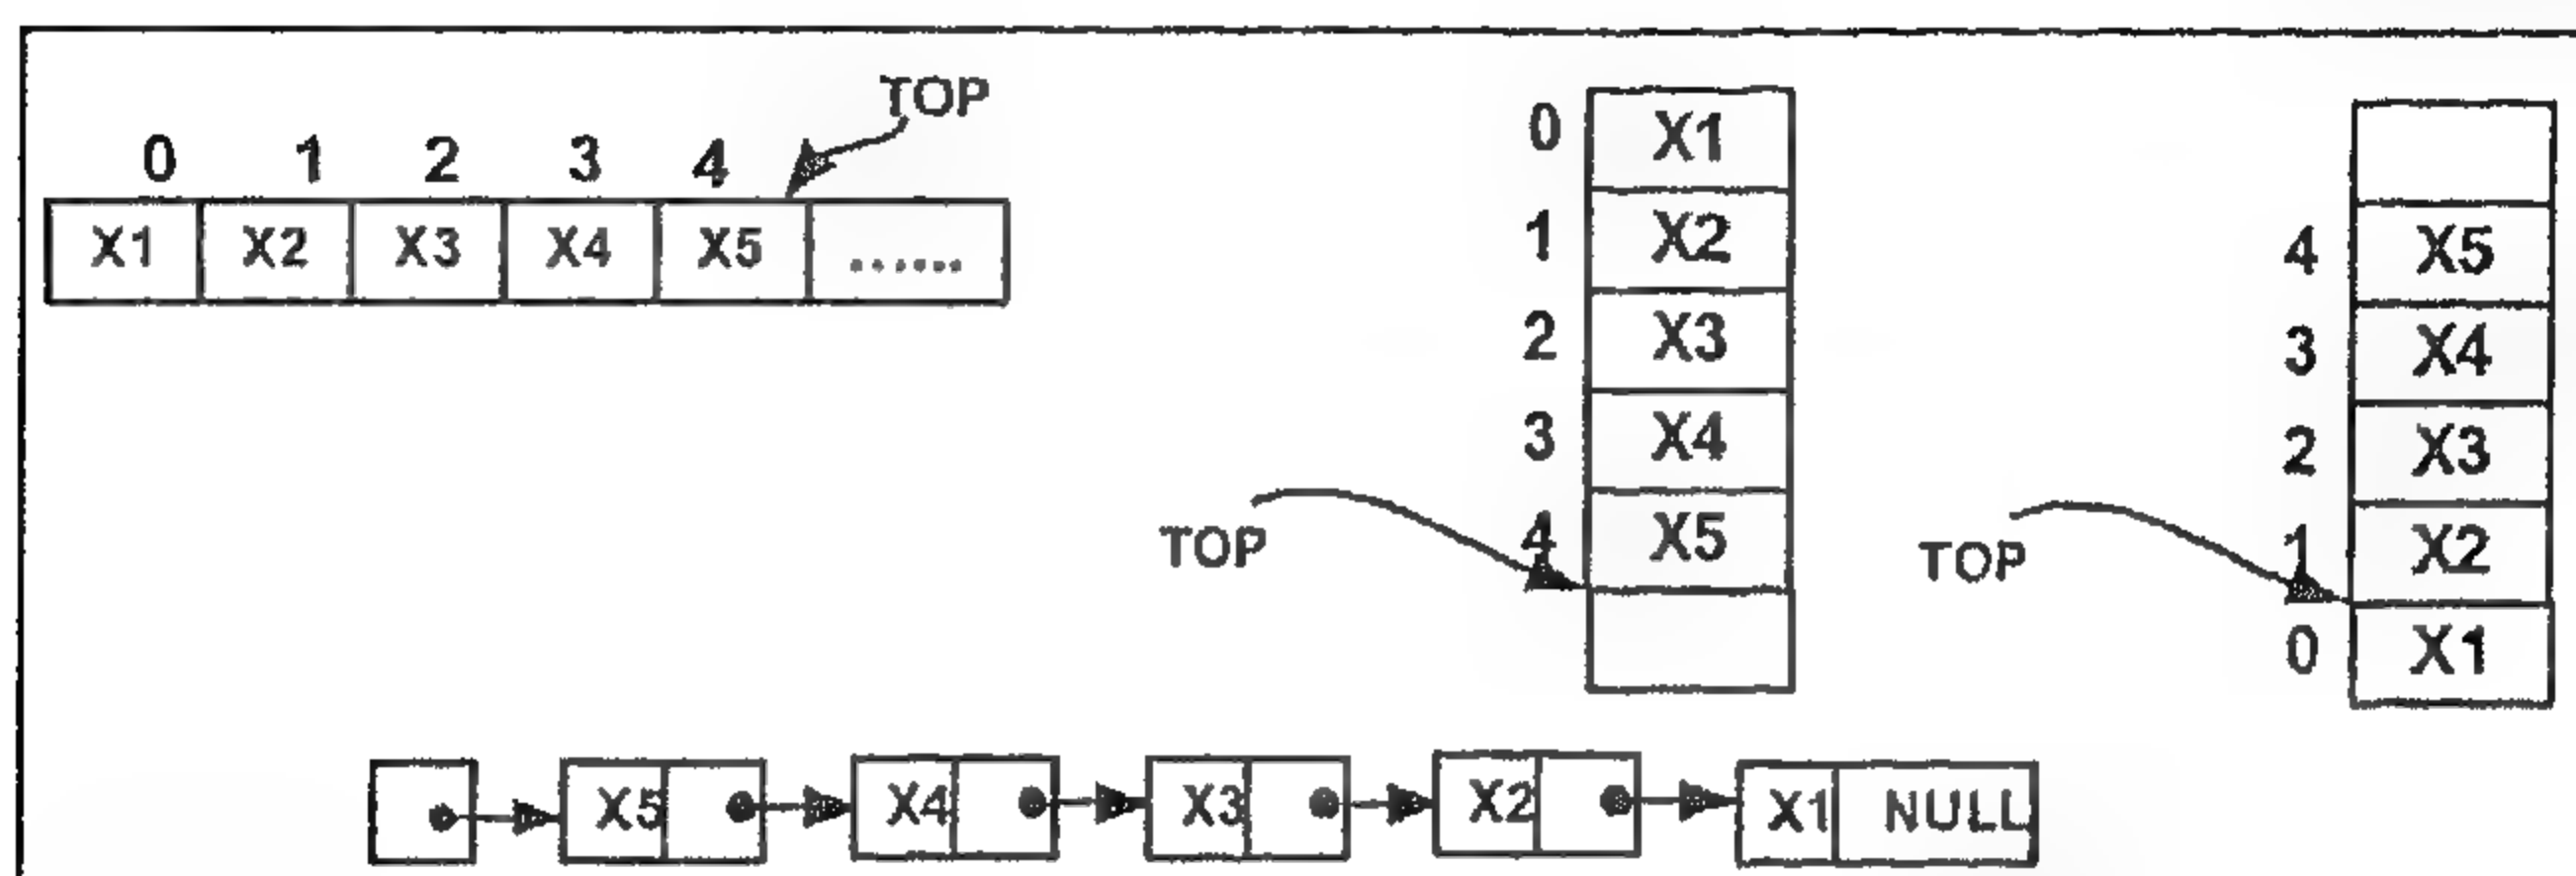 TOP
0 1 2 3 4
X1 X2 X3 X4 X5 ......
0 X1
1 X2
2 X3
3 X4
TOP 4 X5
4 X5
3 X4
2 X3
TOP 1 X2
0 X1
X5 X4 X3 X2 X1 NULL